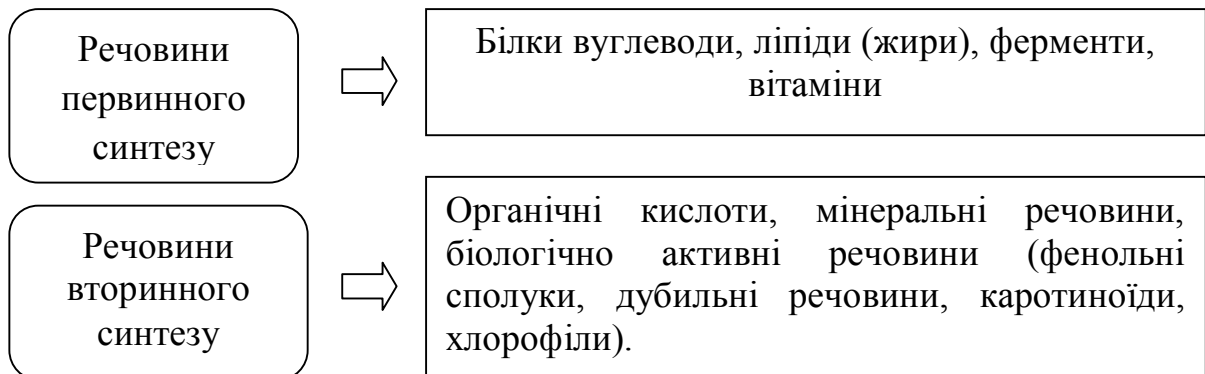 Речовини
первинного
синтезу
Білки вуглеводи, ліпіди (жири), ферменти,
вітаміни
Речовини
вторинного
синтезу
Органічні кислоти, мінеральні речовини,
біологічно активні речовини (фенольні
сполуки, дубильні речовини, каротиноїди,
хлорофіли).